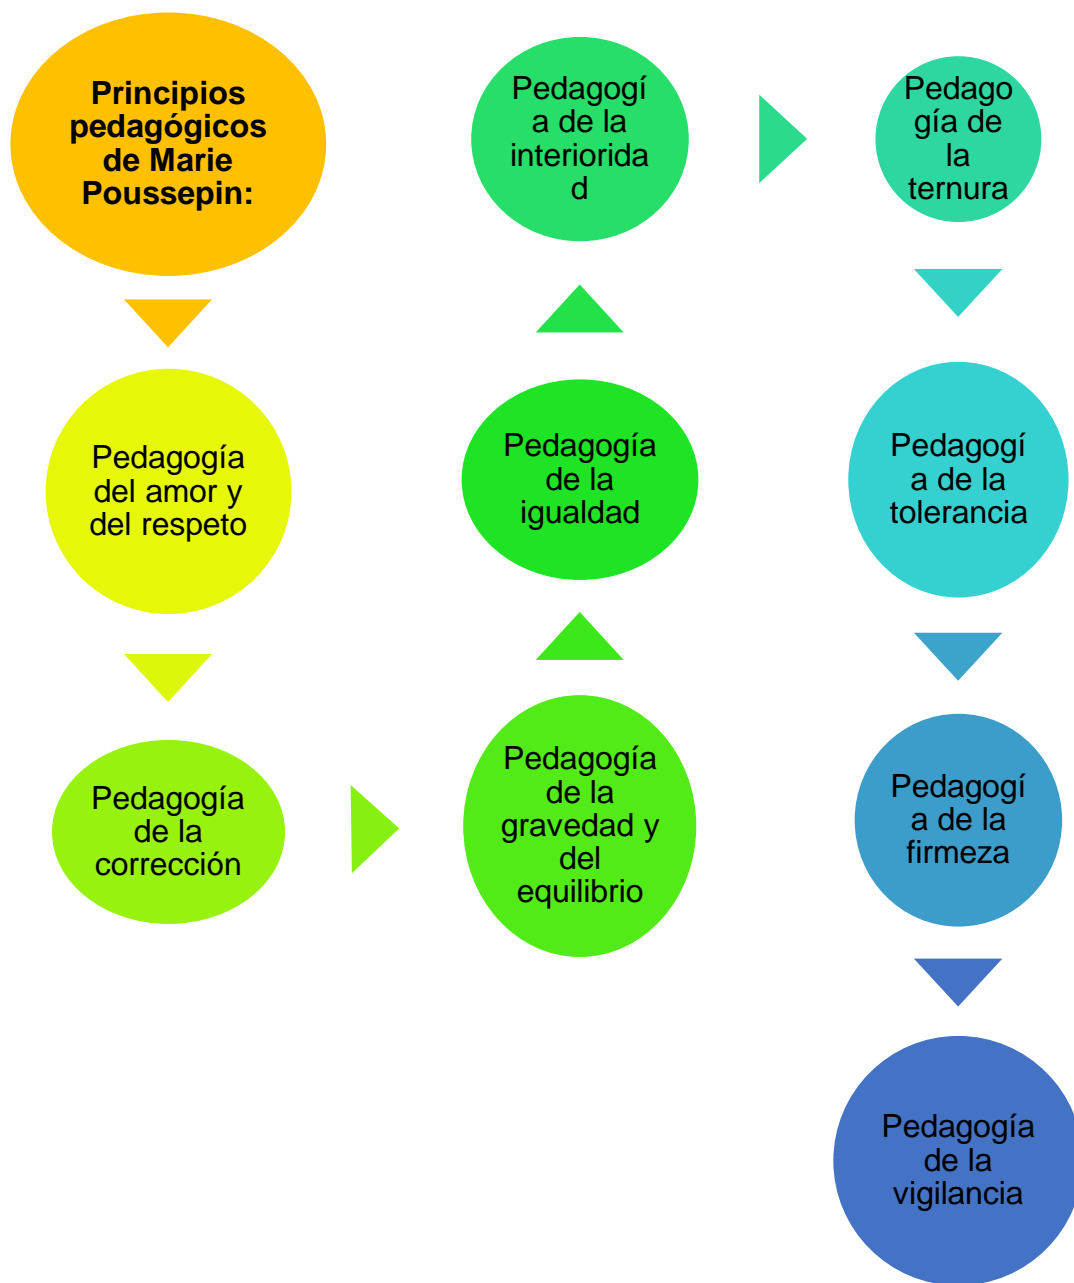 Principios
pedagógicos
de Marie
Poussepin:
Pedagogía
del amor y
del respeto
Pedagogía
de la
corrección
Pedagogía
de la
gravedad y
del
equilibrio
Pedagogía
de la
igualdad
Pedagogí
a de la
interiorida
d
Pedago
gía de
la
ternura
Pedagogí
a de la
tolerancia
Pedagogí
a de la
firmeza
Pedagogía
de la
vigilancia